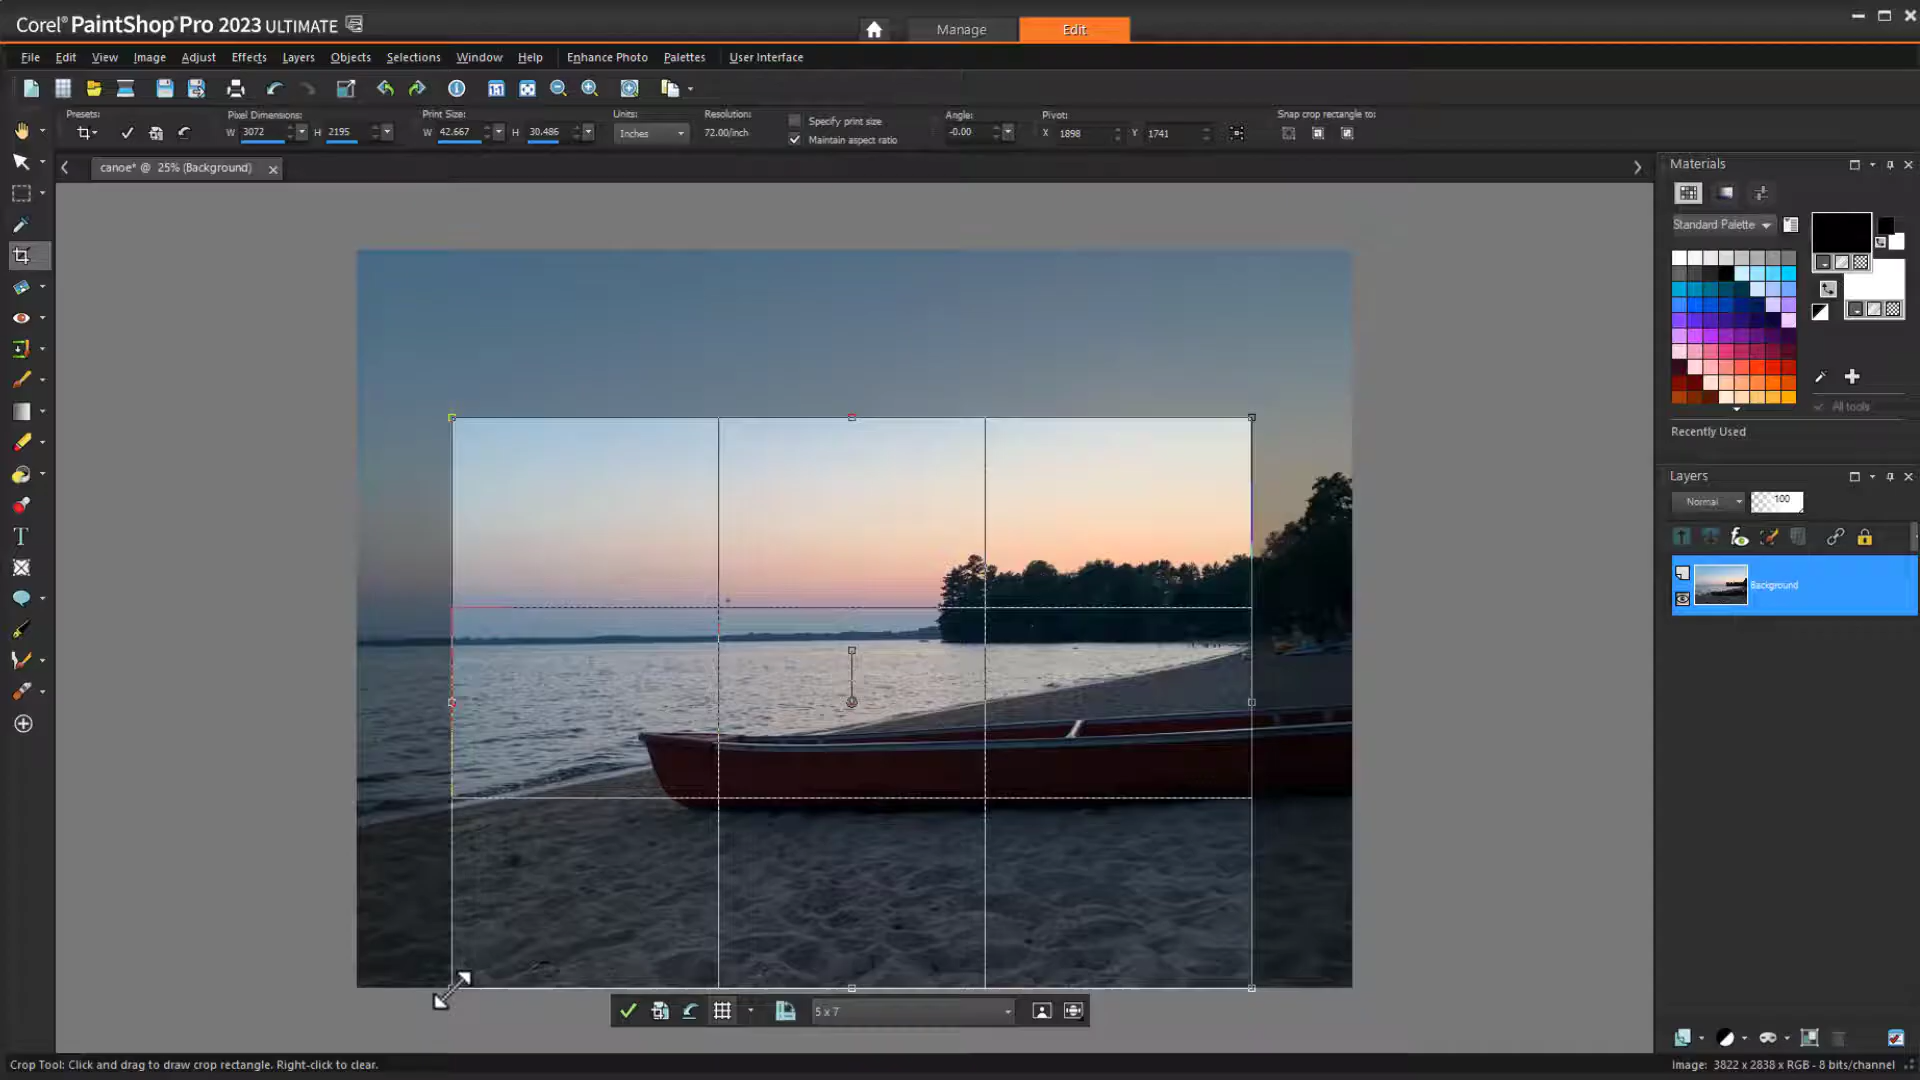 Corel® PaintShop® Pro 2023 ULTIMATE
Manage
Edit
File Edit View Image Adjust Effects Layers Objects Selections Window Help Enhance Photo Palettes User Interface
Presets: Pixel Dimensions: Print Size: Units: Resolution: Specify print size Angle: Pivot: Snap crop rectangle to:
W 3072 H 2195 W 42.667 H 30.486 Inches 72.00/inch Maintain aspect ratio -0.00 X 1898 Y 1741
canoe* @ 25% (Background)
Materials
Standard Palette
All tools
Recently Used
Layers
Normal 100
Background
5 x 7
Crop Tool: Click and drag to draw crop rectangle. Right-click to clear.
Image: 3822 x 2838 x RGB - 8 bits/channel